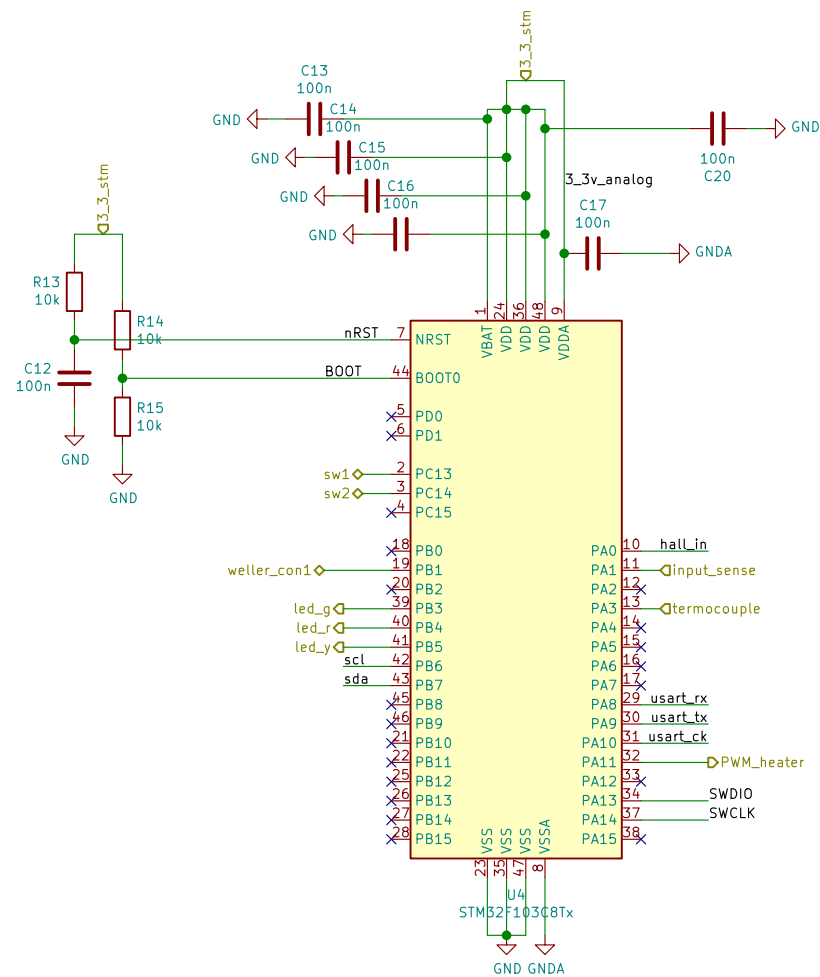 3_3_stm
C13
100n
GND
C14
100n
GND
C15
100n
GND
C16
100n
GND
GND
100n
C20
3_3v_analog
C17
100n
GNDA
3_3_stm
R13
10k
R14
10k
C12
100n
R15
10k
GND
GND
nRST
BOOT
1
24
36
48
9
VBAT
VDD
VDD
VDD
VDDA
7 NRST
44 BOOT0
5 PD0
6 PD1
sw1 2 PC13
sw2 3 PC14
4 PC15
18 PB0
weller_con1 19 PB1
20 PB2
led_g 39 PB3
led_r 40 PB4
led_y 41 PB5
scl 42 PB6
sda 43 PB7
45 PB8
46 PB9
21 PB10
22 PB11
25 PB12
26 PB13
27 PB14
28 PB15
PA0 10 hall_in
PA1 11 input_sense
PA2 12
PA3 13 termocouple
PA4 14
PA5 15
PA6 16
PA7 17
PA8 29 usart_rx
PA9 30 usart_tx
PA10 31 usart_ck
PA11 32 PWM_heater
PA12 33
PA13 34 SWDIO
PA14 37 SWCLK
PA15 38
VSS
VSS
VSS
VSSA
23
35
47
8
U4
STM32F103C8Tx
GND
GNDA